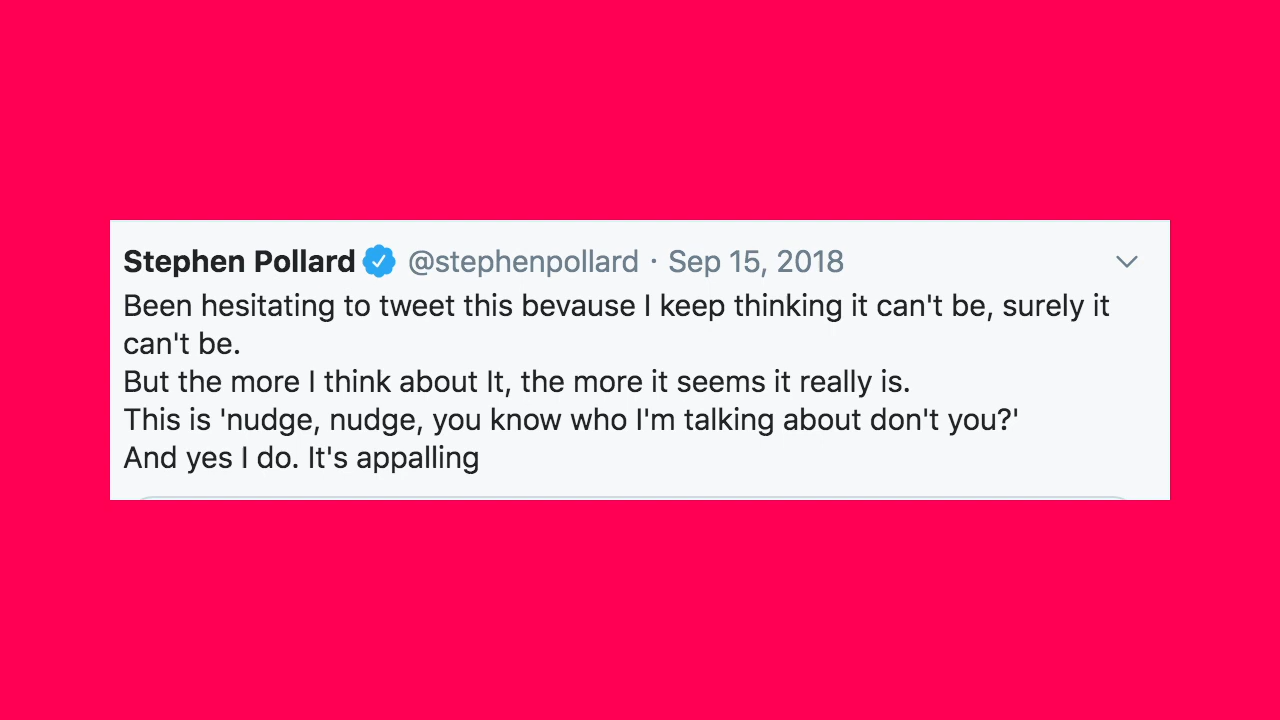 Stephen Pollard @stephenpollard · Sep 15, 2018
Been hesitating to tweet this bevause I keep thinking it can't be, surely it
can't be.
But the more I think about It, the more it seems it really is.
This is 'nudge, nudge, you know who I'm talking about don't you?'
And yes I do. It's appalling